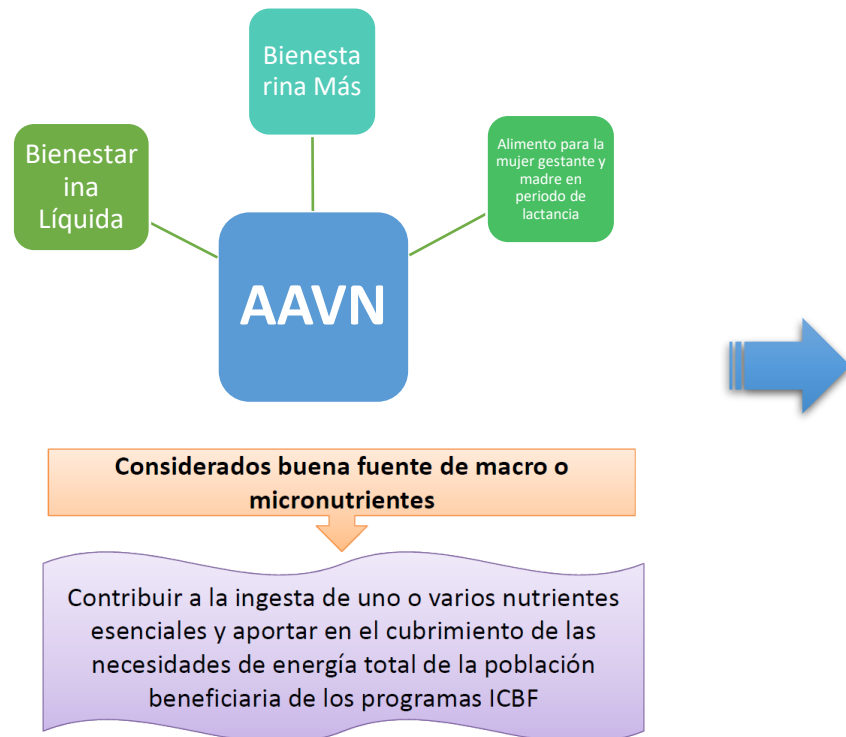 Bienesta
rina Más
Bienestar
ina
Líquida
Alimento para la
mujer gestante y
madre en
periodo de
lactancia
AAVN
Considerados buena fuente de macro o
micronutrientes
Contribuir a la ingesta de uno o varios nutrientes
esenciales y aportar en el cubrimiento de las
necesidades de energía total de la población
beneficiaria de los programas ICBF